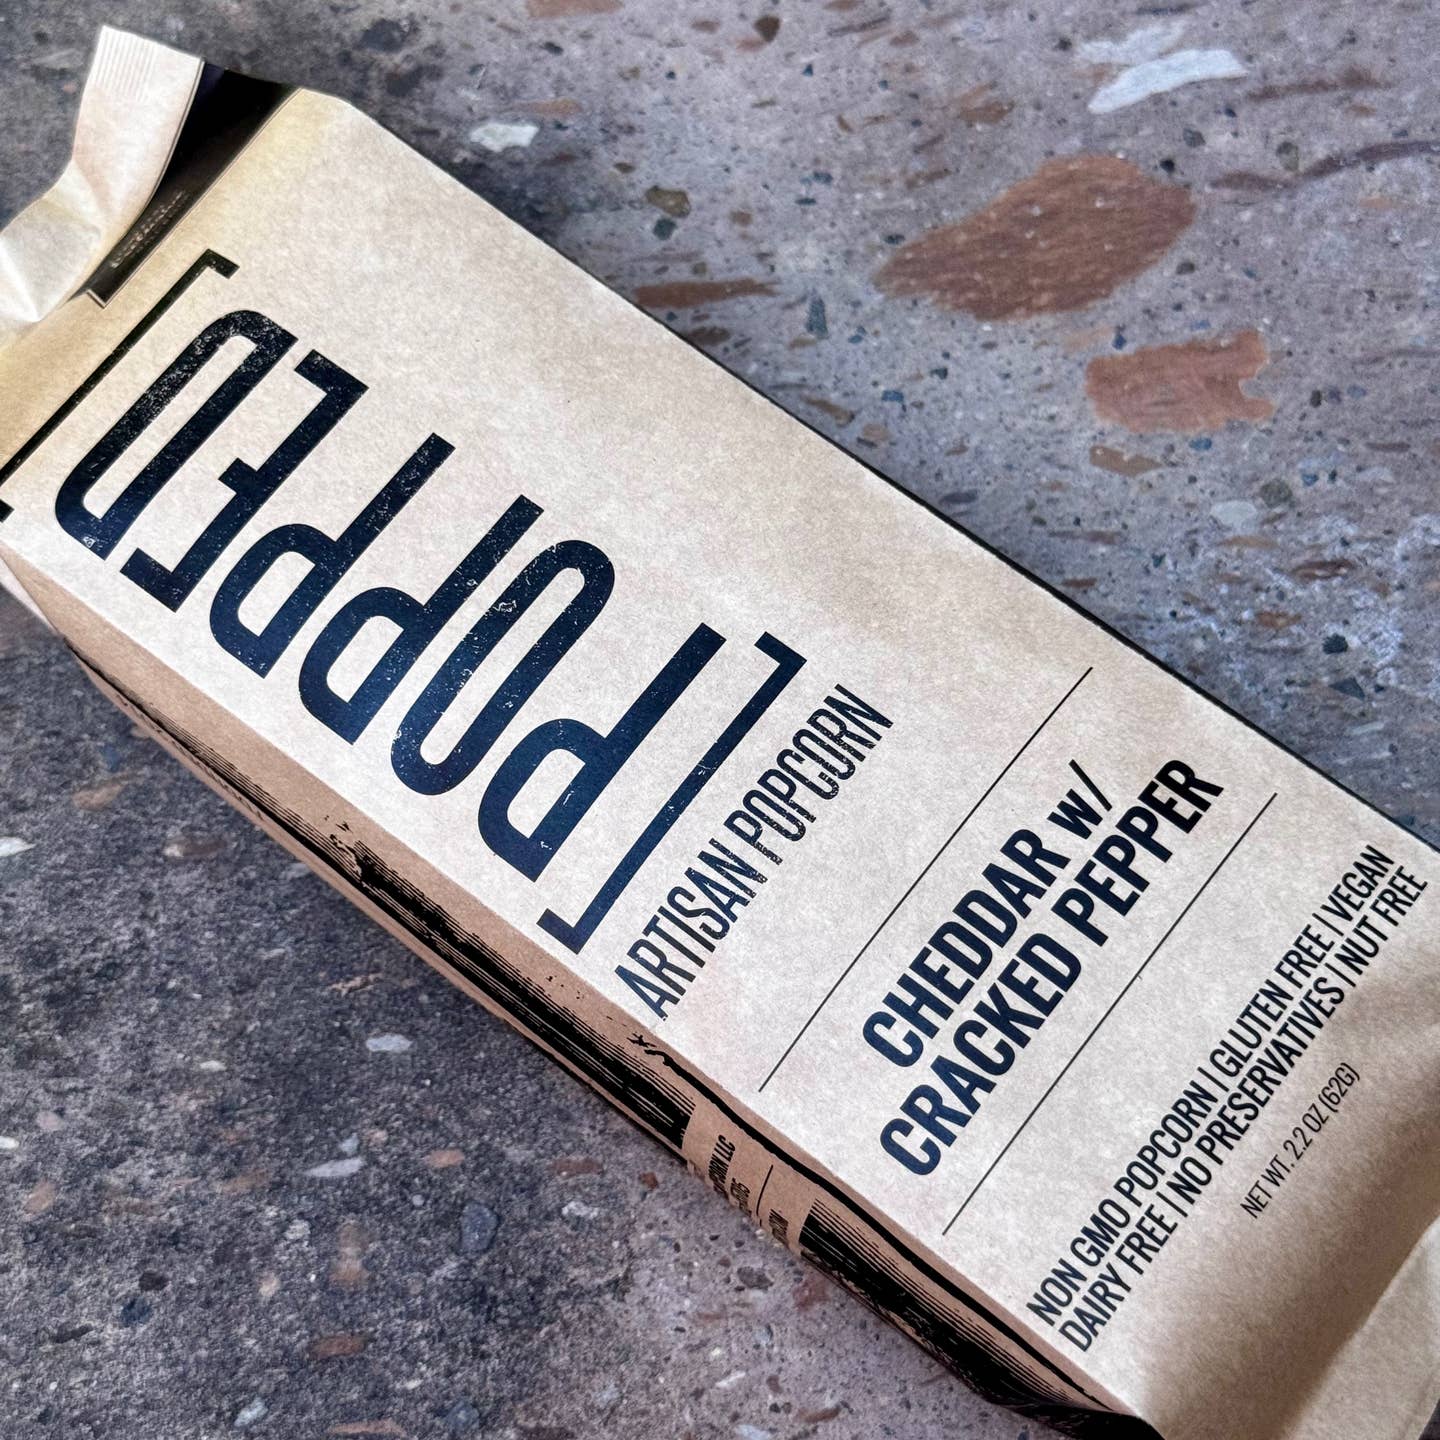 [POPPED]
ARTISAN POPCORN
CHEDDAR w/
CRACKED PEPPER
NON GMO POPCORN | GLUTEN FREE | VEGAN
DAIRY FREE | NO PRESERVATIVES | NUT FREE
NET WT. 2.2 OZ (62G)
LLC